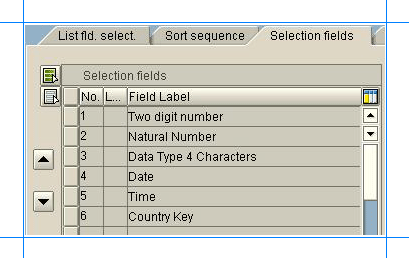 List fld. select. Sort sequence Selection fields
Selection fields
No. L... Field Label
1 Two digit number
2 Natural Number
3 Data Type 4 Characters
4 Date
5 Time
6 Country Key